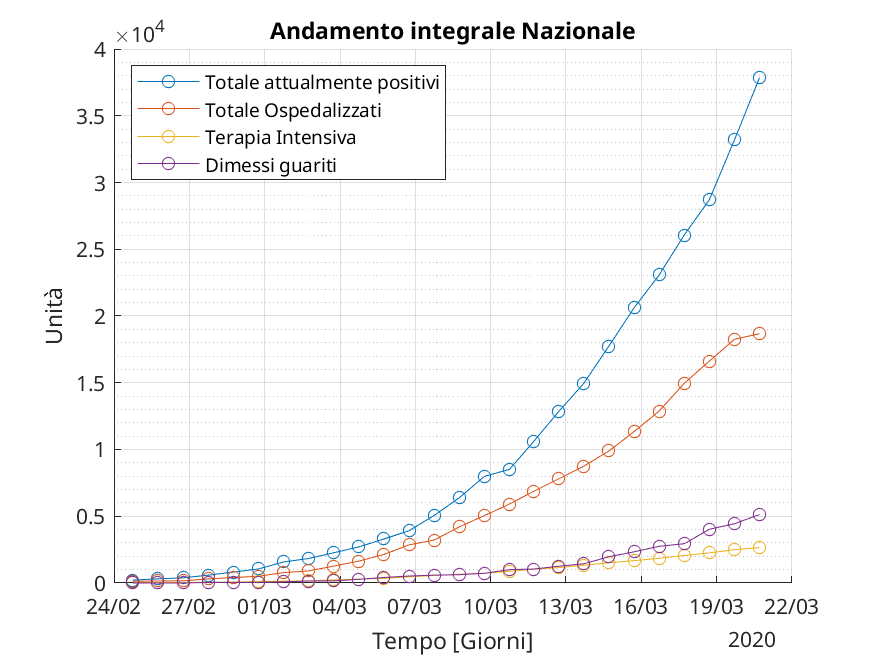 Andamento integrale Nazionale
×10⁴
4
3.5
3
2.5
2
1.5
1
0.5
0
Unità
Totale attualmente positivi
Totale Ospedalizzati
Terapia Intensiva
Dimessi guariti
24/02 27/02 01/03 04/03 07/03 10/03 13/03 16/03 19/03 22/03
Tempo [Giorni]
2020